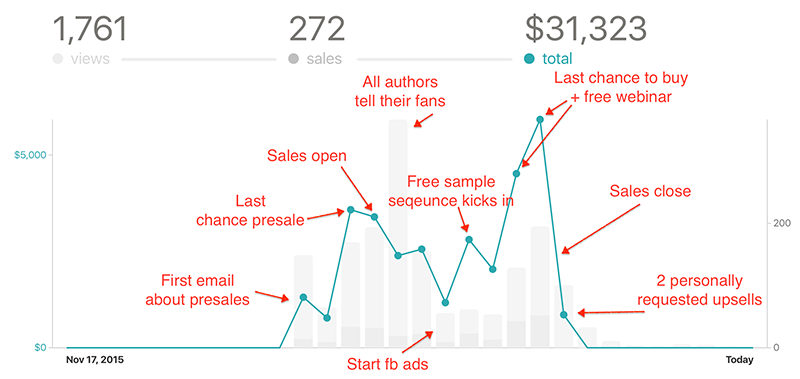 1,761
272
$31,323
views
sales
total
All authors
tell their fans
Last chance to buy
+ free webinar
$5,000
Sales open
Free sample
seqeunce kicks in
Last
chance presale
Sales close
200
First email
about presales
2 personally
requested upsells
$0
0
Start fb ads
Nov 17, 2015
Today